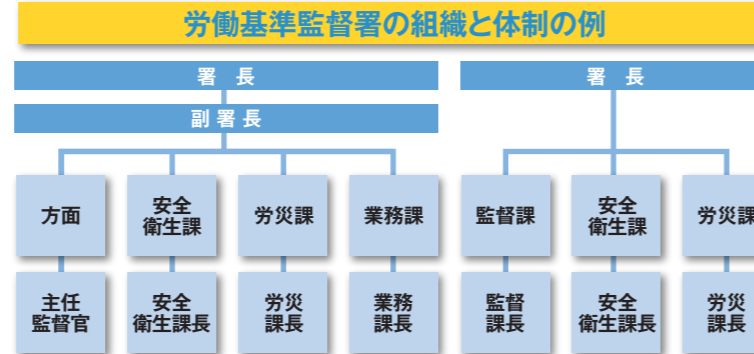 労働基準監督署の組織と体制の例
署 長
副 署 長
方面
安全
衛生課
労災課
業務課
主任
監督官
安全
衛生課長
労災
課長
業務
課長
署 長
監督課
安全
衛生課
労災課
監督
課長
安全
衛生課長
労災
課長